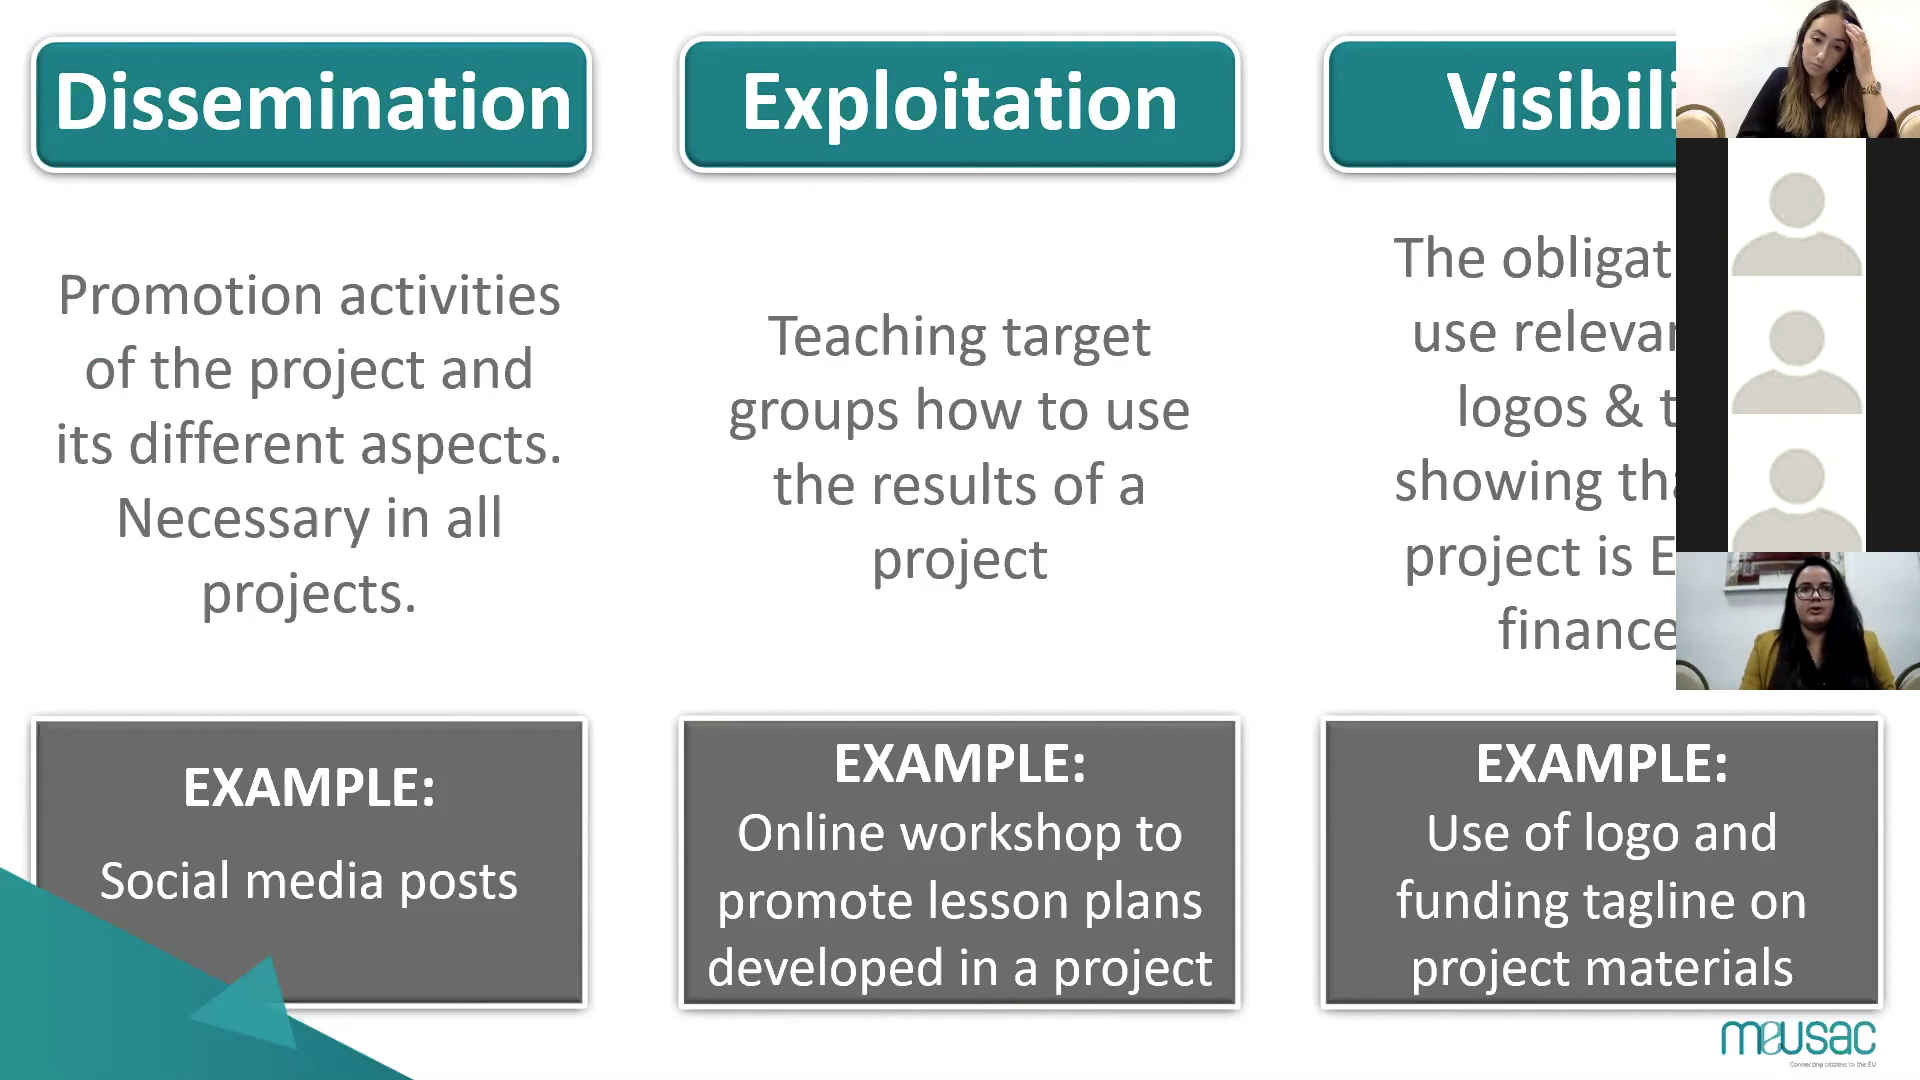 Dissemination
Promotion activities
of the project and
its different aspects.
Necessary in all
projects.
EXAMPLE:
Social media posts
Exploitation
Teaching target
groups how to use
the results of a
project
EXAMPLE:
Online workshop to
promote lesson plans
developed in a project
Visibili
The obligat
use relevan
logos & t
showing tha
project is E
finance
EXAMPLE:
Use of logo and
funding tagline on
project materials
meusac
Connecting citizens to the EU